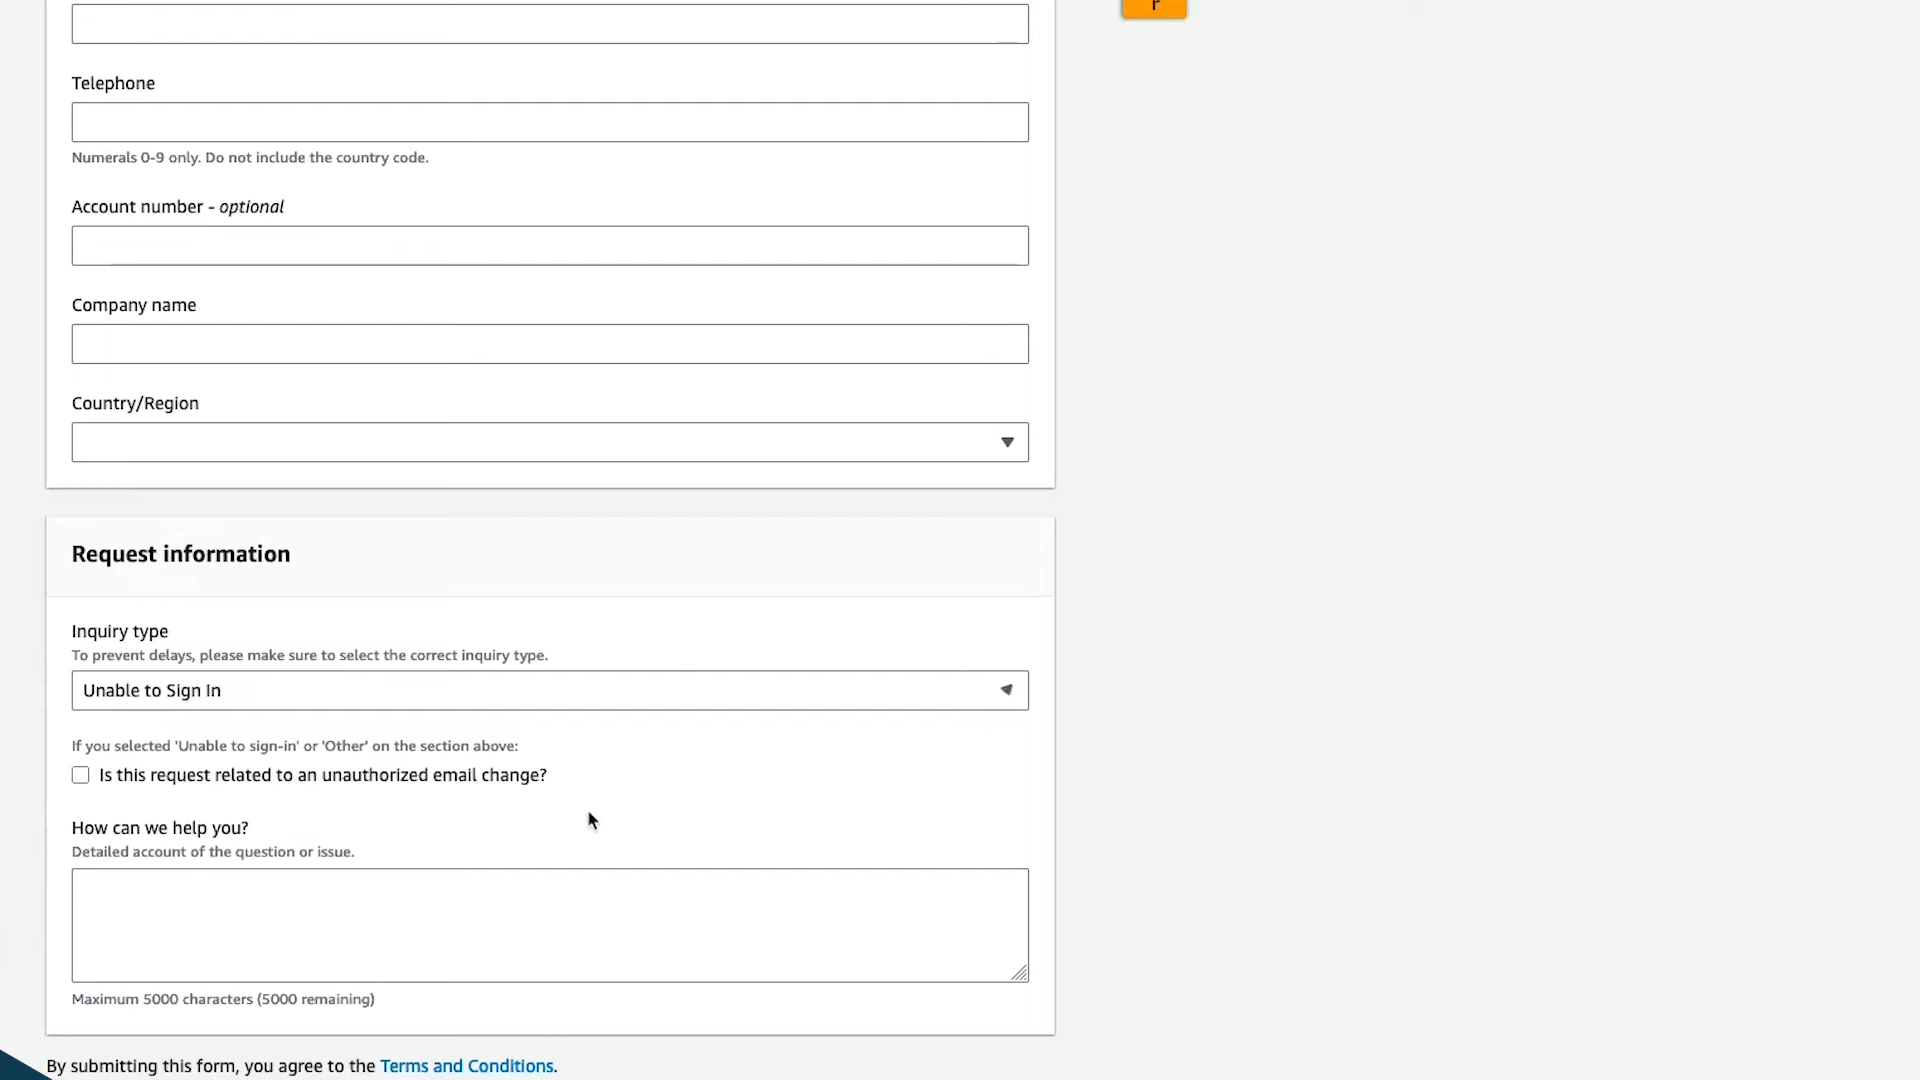 Telephone
Numerals 0-9 only. Do not include the country code.
Account number - optional
Company name
Country/Region
Request information
Inquiry type
To prevent delays, please make sure to select the correct inquiry type.
Unable to Sign In
If you selected 'Unable to sign-in' or 'Other' on the section above:
Is this request related to an unauthorized email change?
How can we help you?
Detailed account of the question or issue.
Maximum 5000 characters (5000 remaining)
By submitting this form, you agree to the Terms and Conditions.